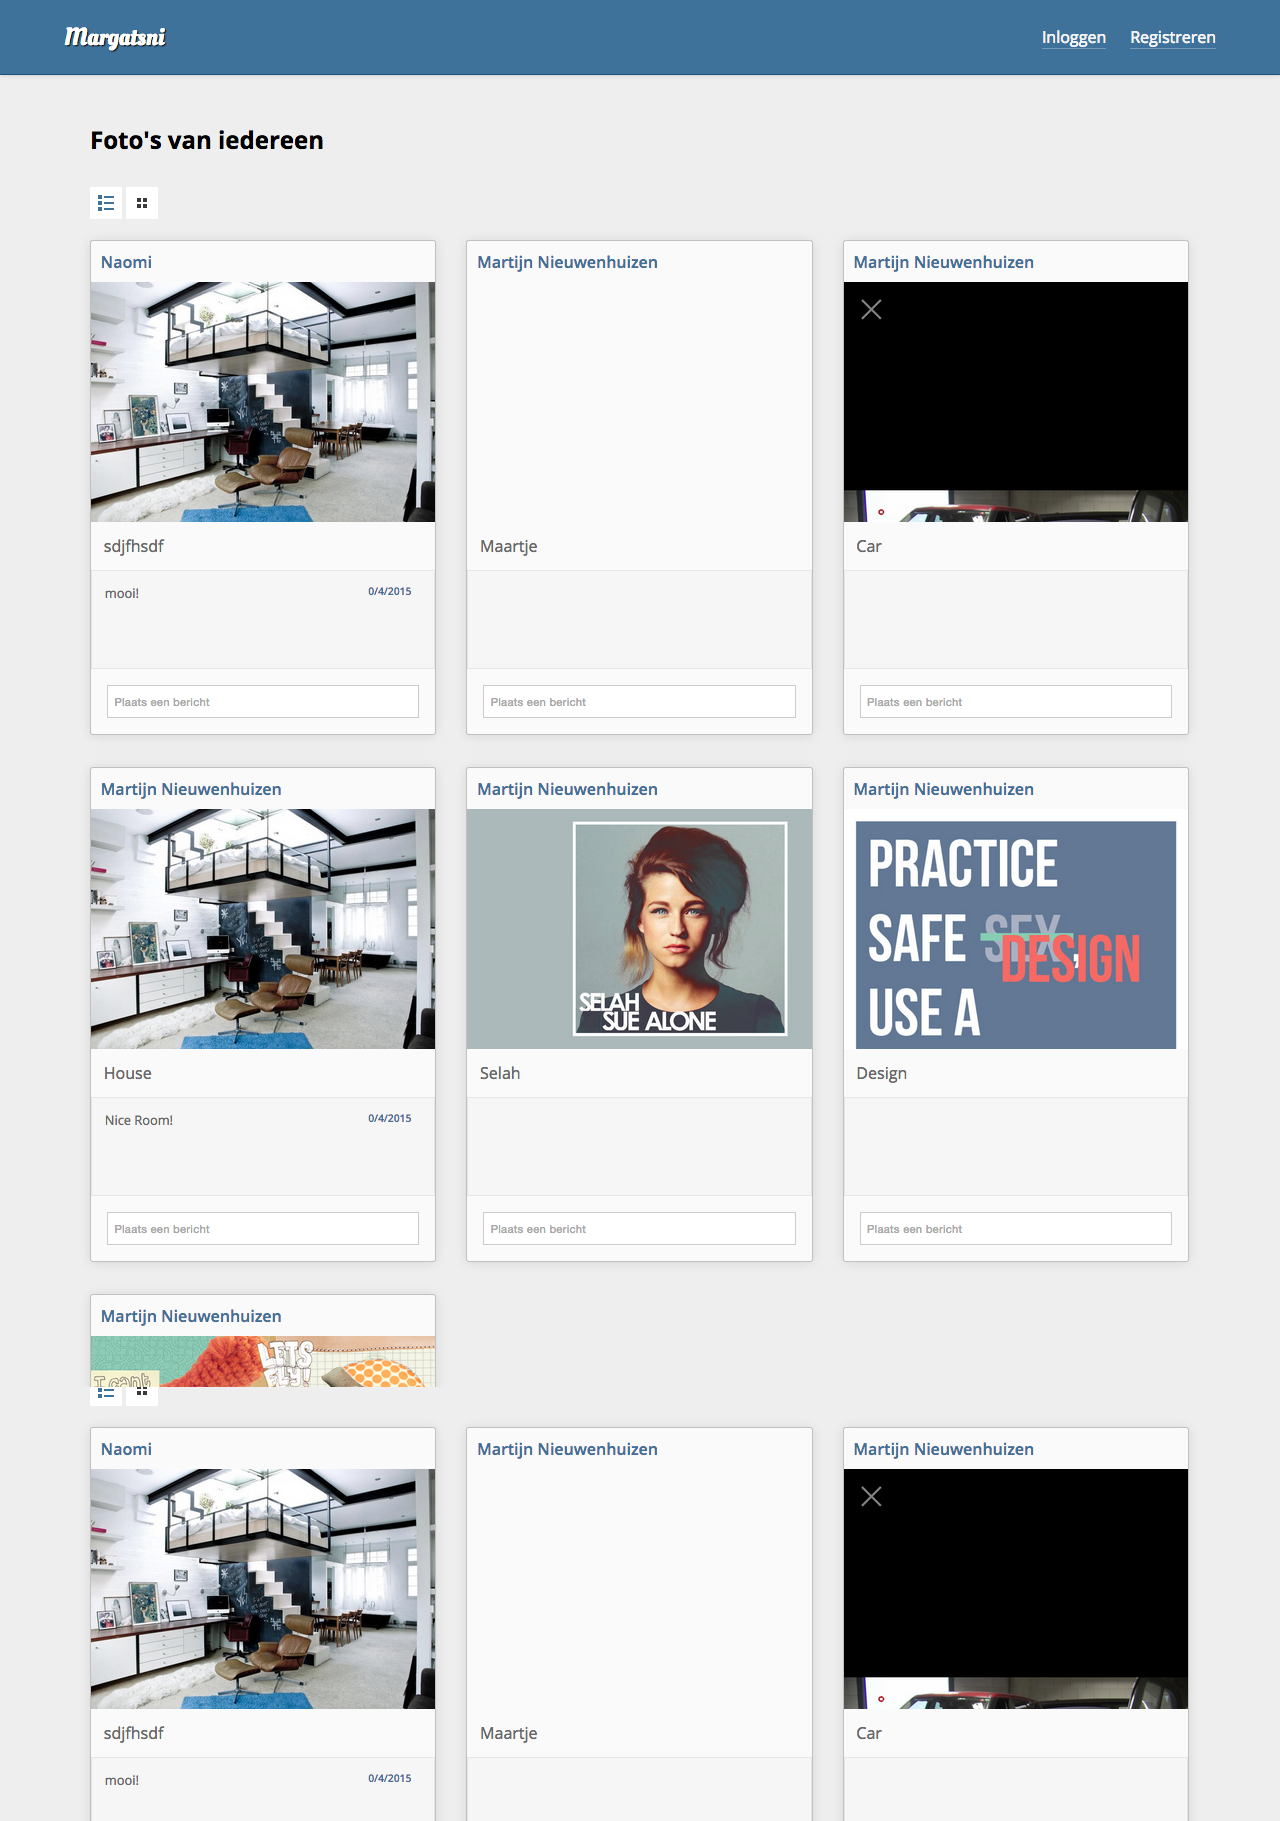 Margatsni
Inloggen Registreren
Foto's van iedereen
Naomi
Martijn Nieuwenhuizen
Martijn Nieuwenhuizen
sdjfhsdf
Maartje
Car
mooi! 0/4/2015
Plaats een bericht
Plaats een bericht
Plaats een bericht
Martijn Nieuwenhuizen
Martijn Nieuwenhuizen
Martijn Nieuwenhuizen
SELAH
SUE ALONE
PRACTICE
SAFE SEX,
DESIGN
USE A
House
Selah
Design
Nice Room! 0/4/2015
Plaats een bericht
Plaats een bericht
Plaats een bericht
Martijn Nieuwenhuizen
LETS
FLY!
I cant
Naomi
Martijn Nieuwenhuizen
Martijn Nieuwenhuizen
sdjfhsdf
Maartje
Car
mooi! 0/4/2015